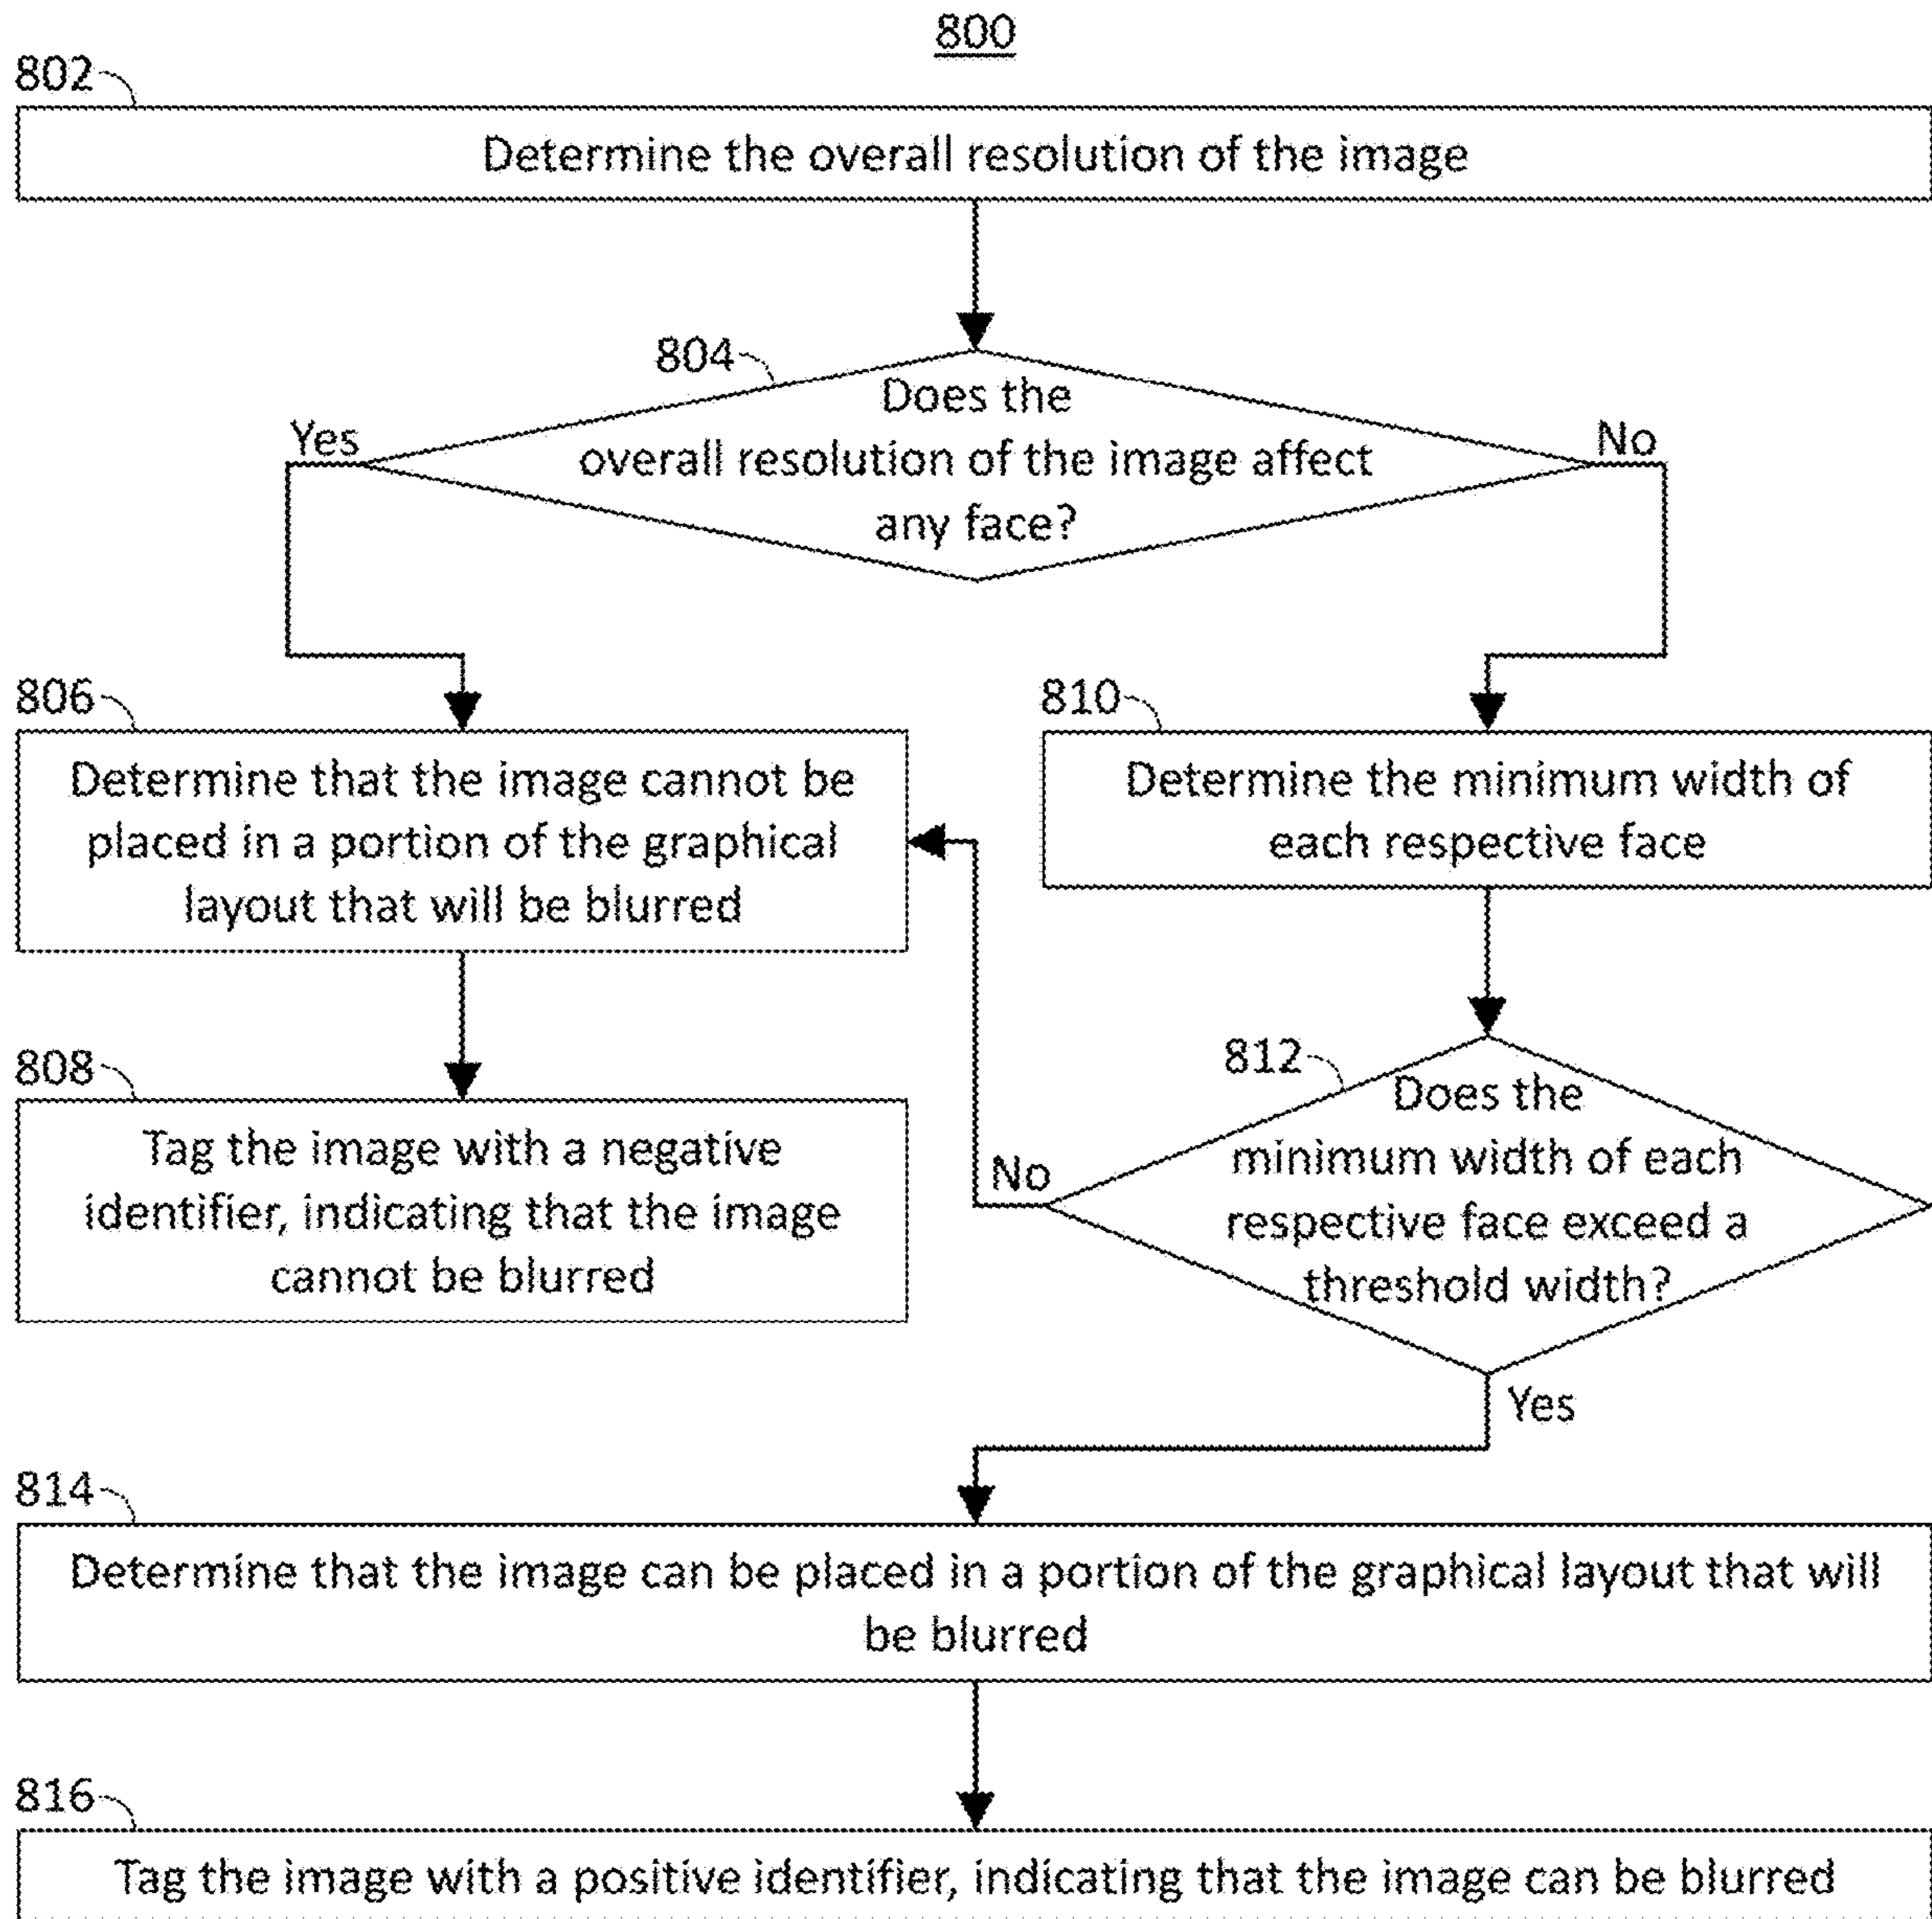 800
802
Determine the overall resolution of the image
804
Does the
overall resolution of the image affect
any face?
Yes
No
806
Determine that the image cannot be
placed in a portion of the graphical
layout that will be blurred
810
Determine the minimum width of
each respective face
808
Tag the image with a negative
identifier, indicating that the image
cannot be blurred
812
Does the
minimum width of each
respective face exceed a
threshold width?
No
Yes
814
Determine that the image can be placed in a portion of the graphical layout that will
be blurred
816
Tag the image with a positive identifier, indicating that the image can be blurred